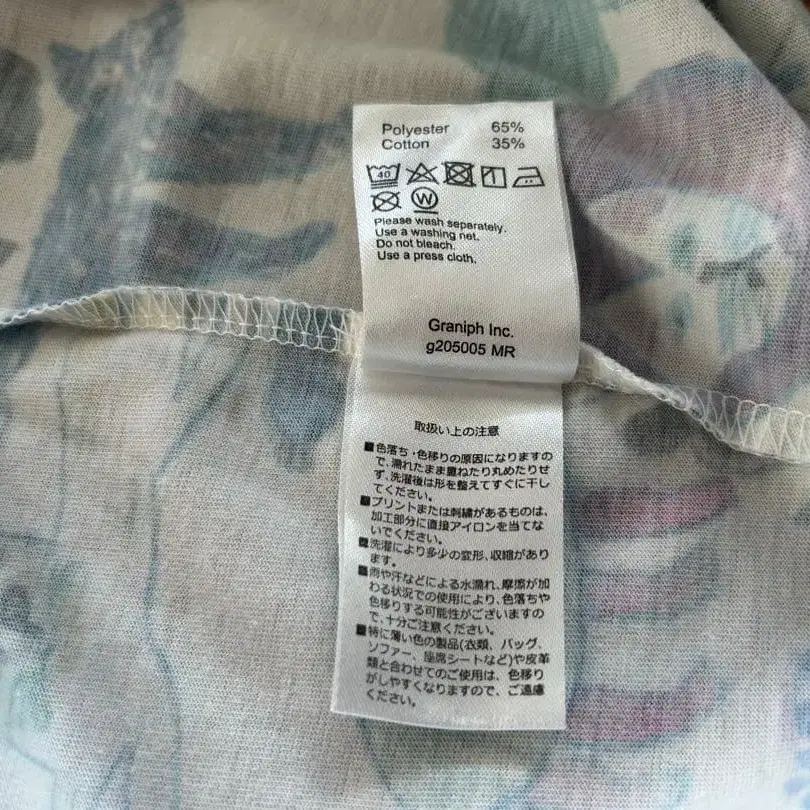 Polyester 65%
Cotton 35%
40
W
Please wash separately.
Use a washing net.
Do not bleach.
Use a press cloth.
Graniph Inc.
g205005 MR
取扱い上の注意
■色落ち・色移りの原因になりますの
で、濡れたまま重ねたり丸めたりせ
ず、洗濯後は形を整えてすぐに干し
てください。
■プリントまたは刺繍があるものは、
加工部分に直接アイロンを当てな
いでください。
■洗濯により多少の変形、収縮があり
ます。
■雨や汗などによる水濡れ、摩擦が加
わる状況での使用により、色落ちや
色移りする可能性がございますの
で、十分ご注意ください。
■特に薄い色の製品(衣類、バッグ、
ソファー、座席シートなど)や皮革
類と合わせてのご使用は、色移り
がしやすくなりますので、ご遠慮
ください。